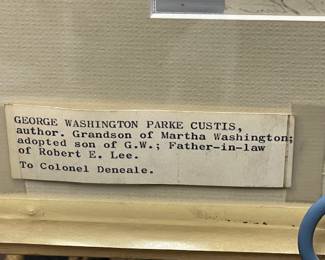 GEORGE WASHINGTON PARKE CUSTIS,
author. Grandson of Martha Washington;
adopted son of G.W.; Father-in-law
of Robert E. Lee.
To Colonel Deneale.